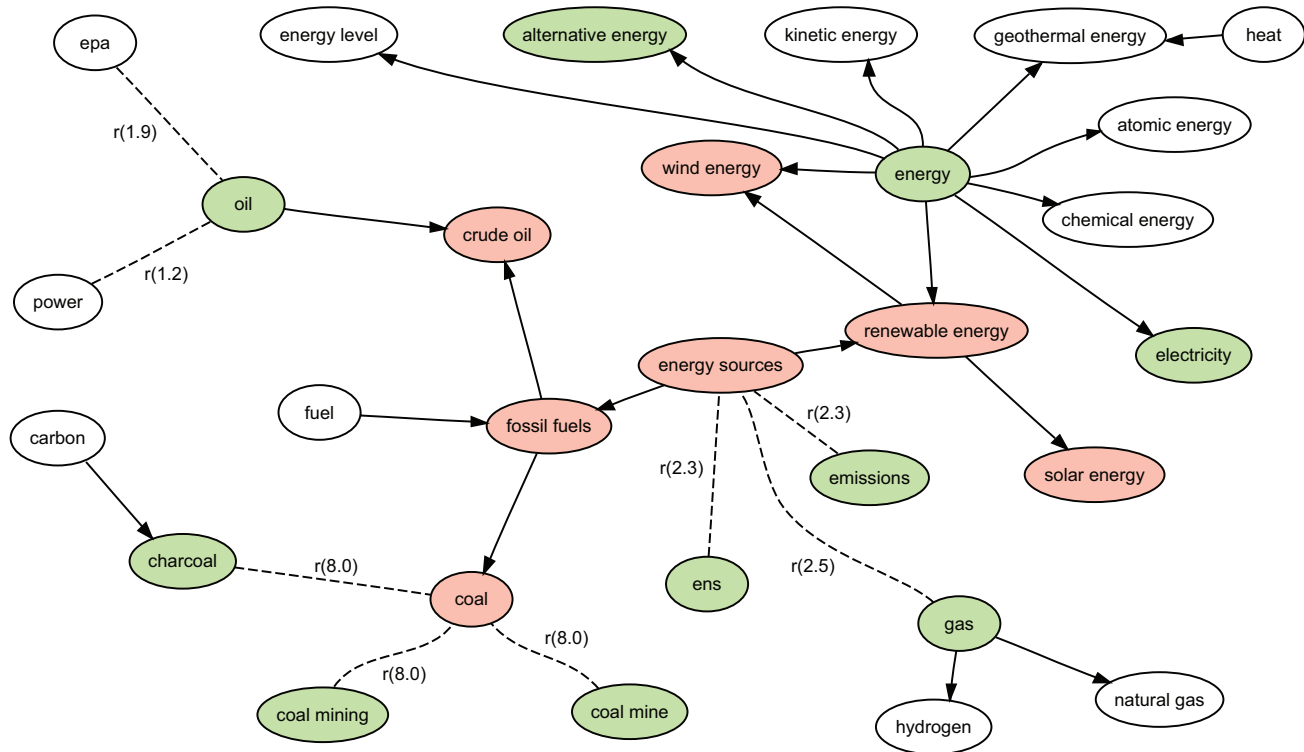 epa
energy level
alternative energy
kinetic energy
geothermal energy
heat
r(1.9)
atomic energy
wind energy
energy
oil
chemical energy
crude oil
r(1.2)
power
renewable energy
energy sources
electricity
fuel
r(2.3)
carbon
fossil fuels
r(2.3)
emissions
solar energy
charcoal
r(8.0)
r(2.5)
ens
coal
gas
r(8.0)
r(8.0)
coal mining
coal mine
natural gas
hydrogen